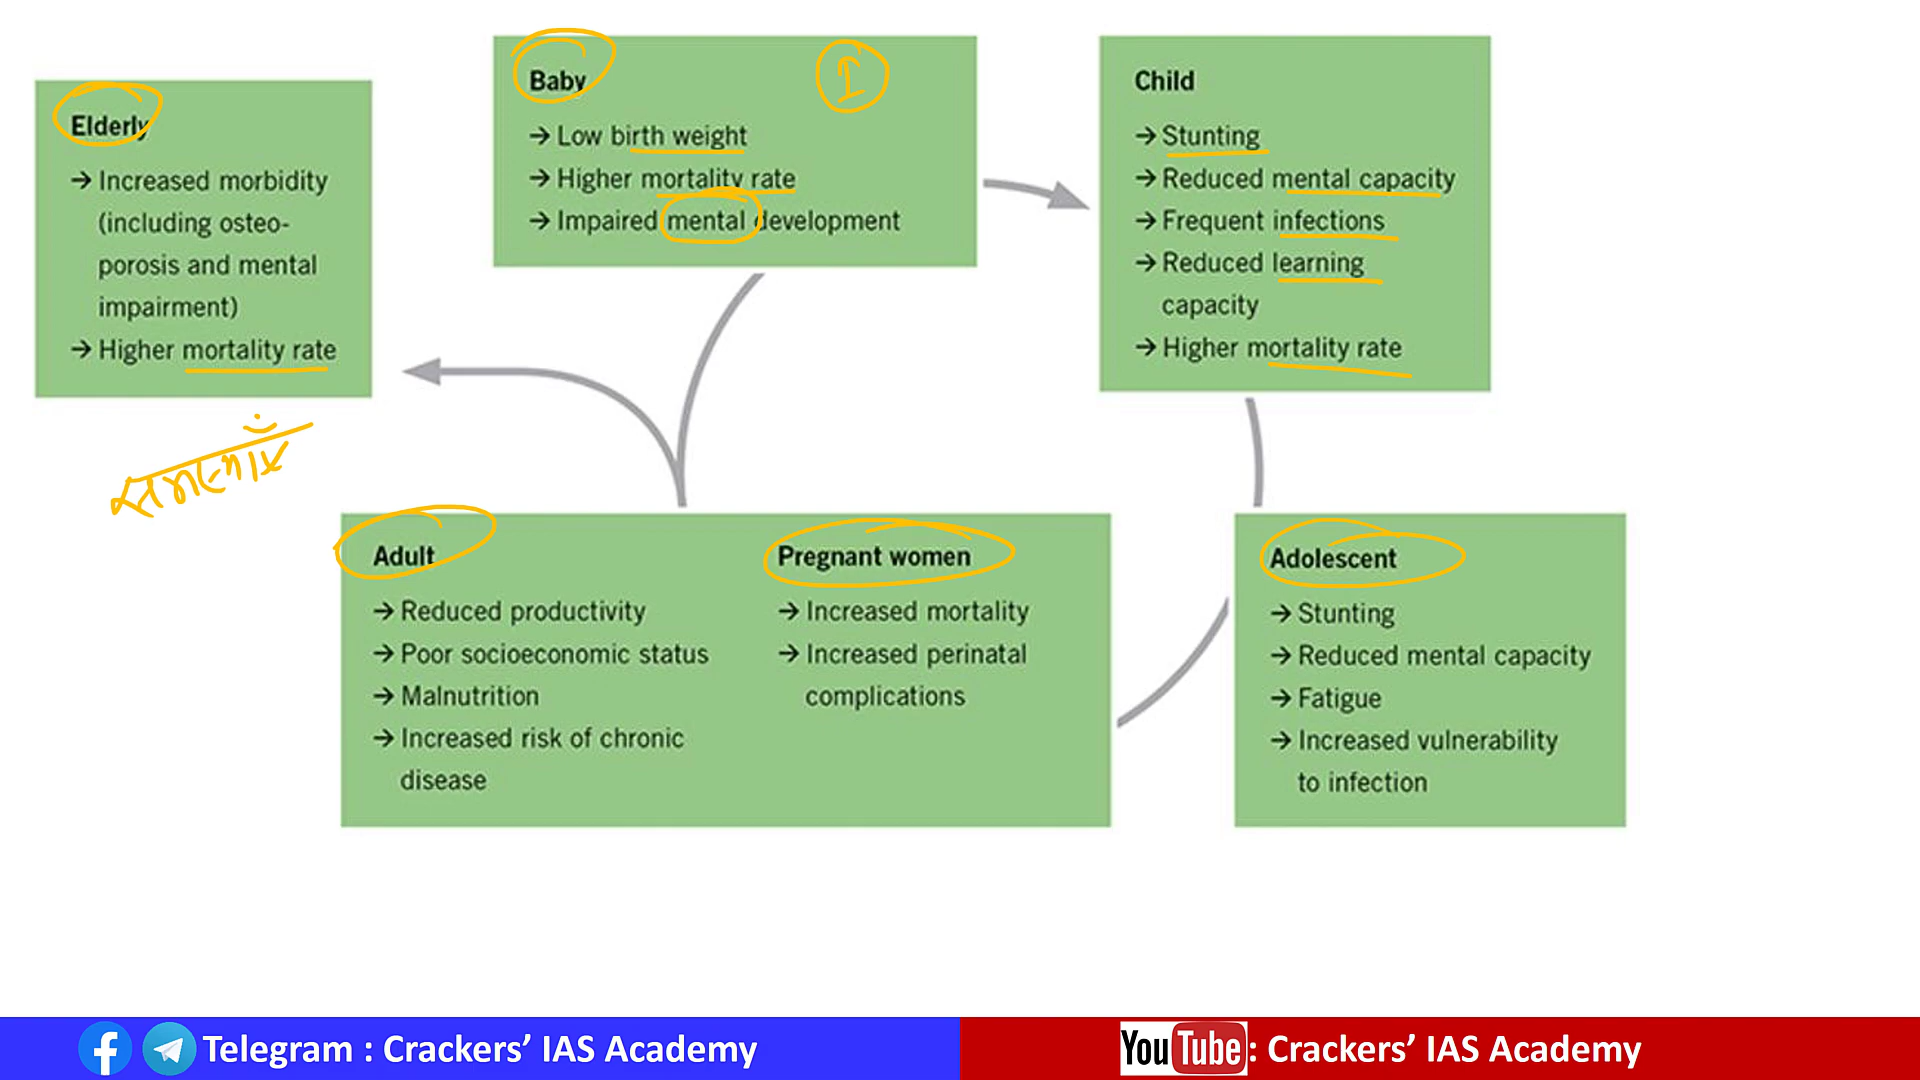 Elderly
→ Increased morbidity
(including osteo-
porosis and mental
impairment)
→ Higher mortality rate
Baby
I
→ Low birth weight
→ Higher mortality rate
→ Impaired mental development
Child
→ Stunting
→ Reduced mental capacity
→ Frequent infections
→ Reduced learning
capacity
→ Higher mortality rate
Adult
→ Reduced productivity
→ Poor socioeconomic status
→ Malnutrition
→ Increased risk of chronic
disease
Pregnant women
→ Increased mortality
→ Increased perinatal
complications
Adolescent
→ Stunting
→ Reduced mental capacity
→ Fatigue
→ Increased vulnerability
to infection
Telegram : Crackers’ IAS Academy
YouTube : Crackers’ IAS Academy